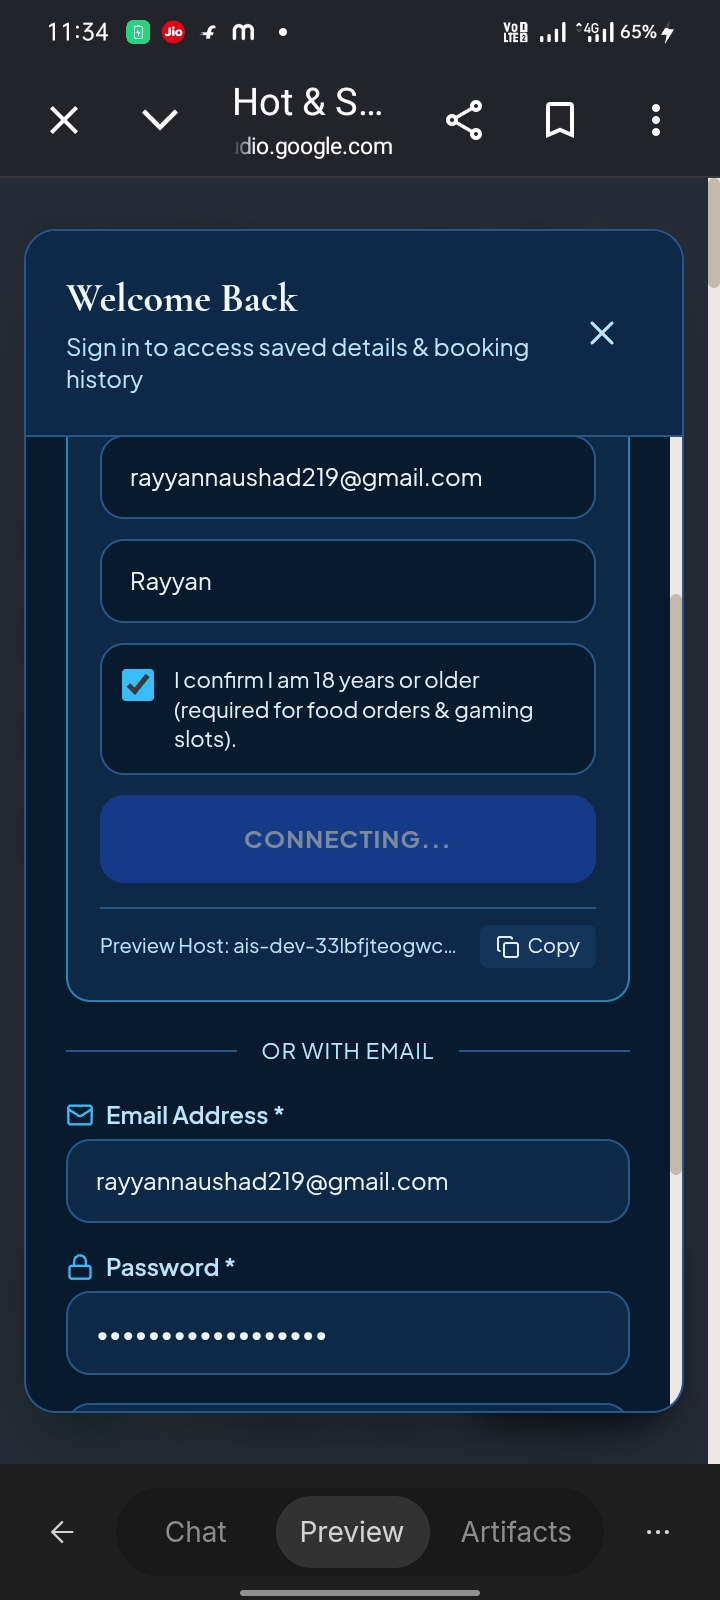 11:34
Jio
m
VoD
LTE2
4G
65%
Hot & S...
dio.google.com
Welcome Back
Sign in to access saved details & booking
history
rayyannaushad219@gmail.com
Rayyan
I confirm I am 18 years or older
(required for food orders & gaming
slots).
CONNECTING...
Preview Host: ais-dev-33lbfjteogwc...
Copy
OR WITH EMAIL
Email Address *
rayyannaushad219@gmail.com
Password *
••••••••••••••••••
Chat
Preview
Artifacts